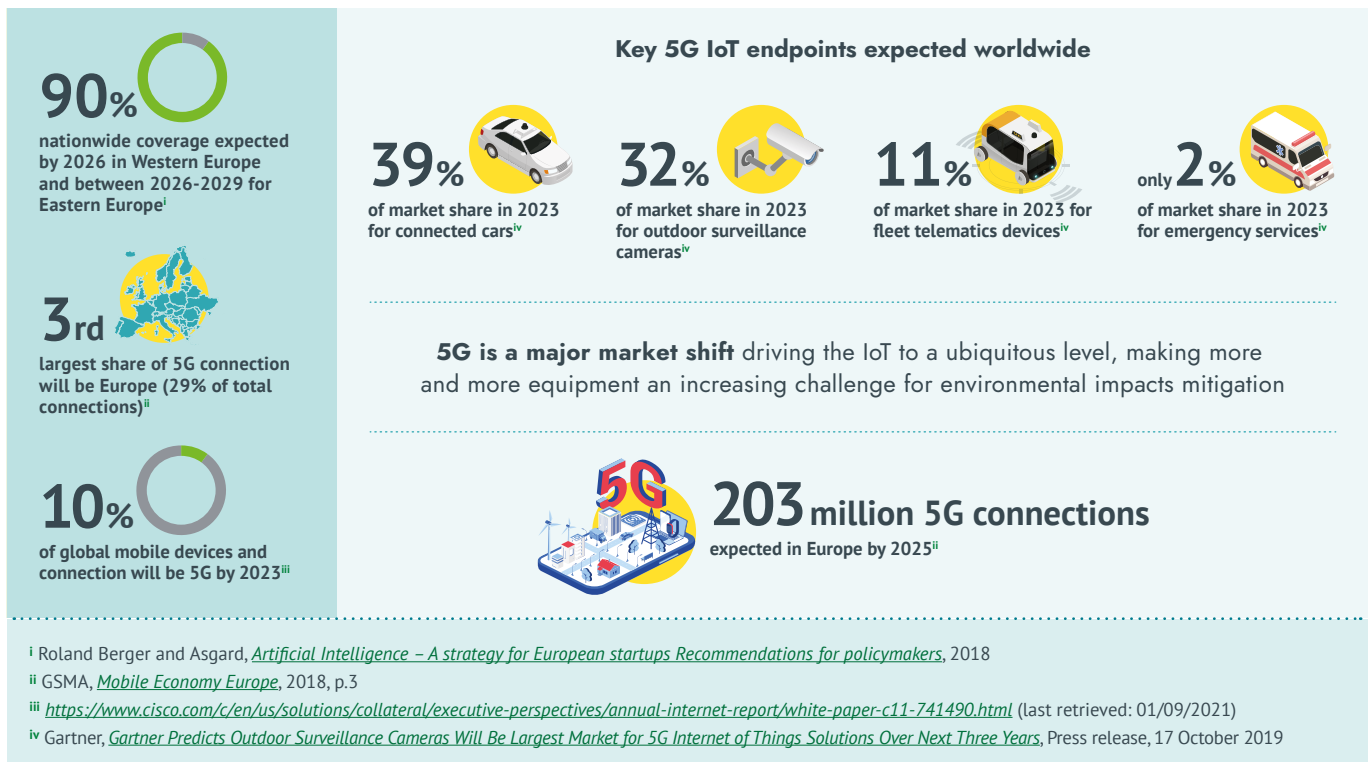 90%
nationwide coverage expected
by 2026 in Western Europe
and between 2026-2029 for
Eastern Europeⁱ
3rd
largest share of 5G connection
will be Europe (29% of total
connections)ⁱⁱ
10%
of global mobile devices and
connection will be 5G by 2023ⁱⁱⁱ
Key 5G IoT endpoints expected worldwide
39%
of market share in 2023
for connected carsⁱᵛ
32%
of market share in 2023
for outdoor surveillance
camerasⁱᵛ
11%
of market share in 2023 for
fleet telematics devicesⁱᵛ
only 2%
of market share in 2023
for emergency servicesⁱᵛ
5G is a major market shift driving the IoT to a ubiquitous level, making more
and more equipment an increasing challenge for environmental impacts mitigation
5G
203 million 5G connections
expected in Europe by 2025ⁱⁱ
ⁱ Roland Berger and Asgard, Artificial Intelligence – A strategy for European startups Recommendations for policymakers, 2018
ⁱⁱ GSMA, Mobile Economy Europe, 2018, p.3
ⁱⁱⁱ https://www.cisco.com/c/en/us/solutions/collateral/executive-perspectives/annual-internet-report/white-paper-c11-741490.html (last retrieved: 01/09/2021)
ⁱᵛ Gartner, Gartner Predicts Outdoor Surveillance Cameras Will Be Largest Market for 5G Internet of Things Solutions Over Next Three Years, Press release, 17 October 2019